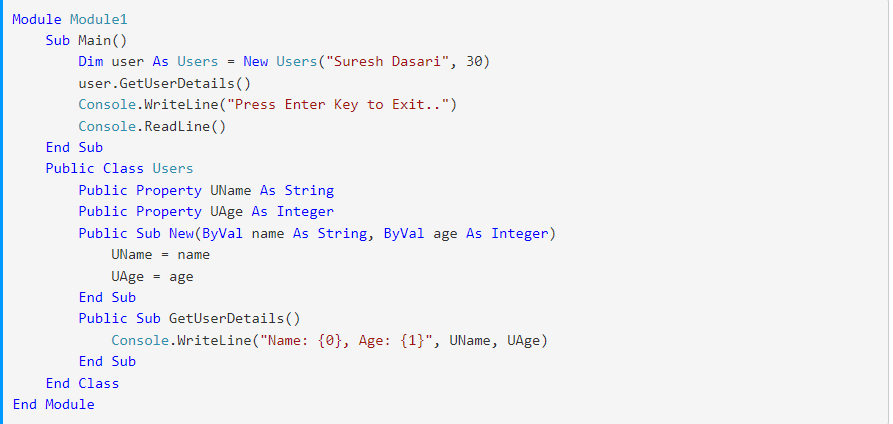 Module Module1
    Sub Main()
        Dim user As Users = New Users("Suresh Dasari", 30)
        user.GetUserDetails()
        Console.WriteLine("Press Enter Key to Exit..")
        Console.ReadLine()
    End Sub
    Public Class Users
        Public Property UName As String
        Public Property UAge As Integer
        Public Sub New(ByVal name As String, ByVal age As Integer)
            UName = name
            UAge = age
        End Sub
        Public Sub GetUserDetails()
            Console.WriteLine("Name: {0}, Age: {1}", UName, UAge)
        End Sub
    End Class
End Module